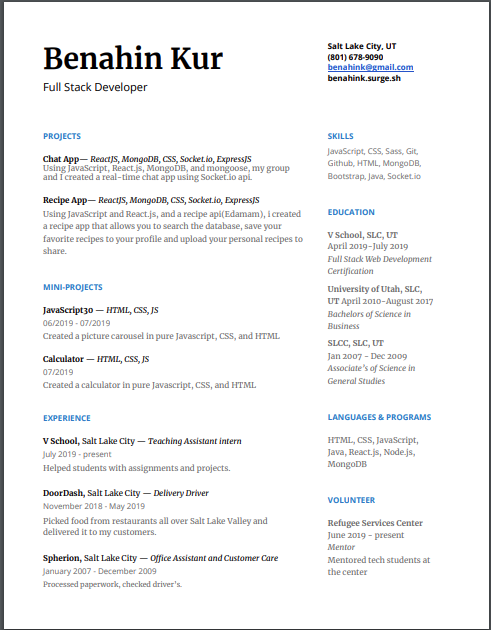 Benahin Kur
Full Stack Developer
Salt Lake City, UT
(801) 678-9090
benahink@gmail.com
benahink.surge.sh
PROJECTS
Chat App— ReactJS, MongoDB, CSS, Socket.io, ExpressJS
Using JavaScript, React.js, MongoDB, and mongoose, my group
and I created a real-time chat app using Socket.io api.
Recipe App— ReactJS, MongoDB, CSS, Socket.io, ExpressJS
Using JavaScript and React.js, and a recipe api(Edamam), i created
a recipe app that allows you to search the database, save your
favorite recipes to your profile and upload your personal recipes to
share.
MINI-PROJECTS
JavaScript30 — HTML, CSS, JS
06/2019 - 07/2019
Created a picture carousel in pure Javascript, CSS, and HTML
Calculator — HTML, CSS, JS
07/2019
Created a calculator in pure Javascript, CSS, and HTML
EXPERIENCE
V School, Salt Lake City — Teaching Assistant intern
July 2019 - present
Helped students with assignments and projects.
DoorDash, Salt Lake City — Delivery Driver
November 2018 - May 2019
Picked food from restaurants all over Salt Lake Valley and
delivered it to my customers.
Spherion, Salt Lake City — Office Assistant and Customer Care
January 2007 - December 2009
Processed paperwork, checked driver's.
SKILLS
JavaScript, CSS, Sass, Git,
Github, HTML, MongoDB,
Bootstrap, Java, Socket.io
EDUCATION
V School, SLC, UT
April 2019-July 2019
Full Stack Web Development
Certification
University of Utah, SLC,
UT April 2010-August 2017
Bachelors of Science in
Business
SLCC, SLC, UT
Jan 2007 - Dec 2009
Associate's of Science in
General Studies
LANGUAGES & PROGRAMS
HTML, CSS, JavaScript,
Java, React.js, Node.js,
MongoDB
VOLUNTEER
Refugee Services Center
June 2019 - present
Mentor
Mentored tech students at
the center